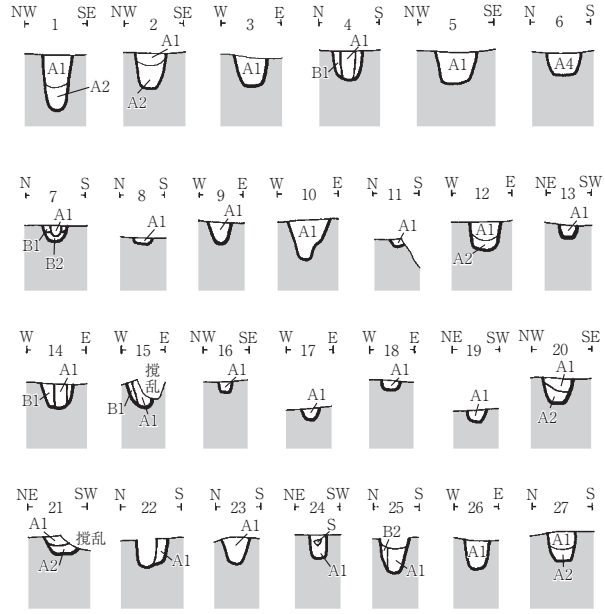 NW SE NW SE W E N S NW SE N S
1 2 3 4 5 6
A1 A2 A1 A2 A1 A1 B1 A1 A4
N S N S W E W E N S W E NE SW
7 8 9 10 11 12 13
A1 B1 B2 A1 A1 A1 A1 A1 A2 A1
W E W E NW SE W E W E NE SW NW SE
14 15 16 17 18 19 20
A1 B1 撹乱 B1 A1 A1 A1 A1 A1 A1 A2
NE SW N S N S NE SW N S W E N S
21 22 23 24 25 26 27
A1 撹乱 A2 A1 A1 S A1 B2 A1 A1 A1 A2